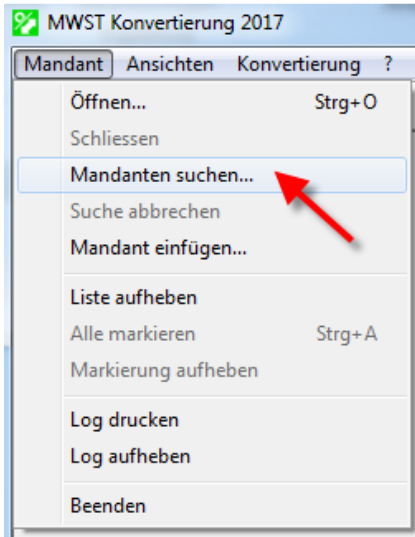 MWST Konvertierung 2017
Mandant Ansichten Konvertierung ?
Öffnen... Strg+O
Schliessen
Mandanten suchen...
Suche abbrechen
Mandant einfügen...
Liste aufheben
Alle markieren Strg+A
Markierung aufheben
Log drucken
Log aufheben
Beenden